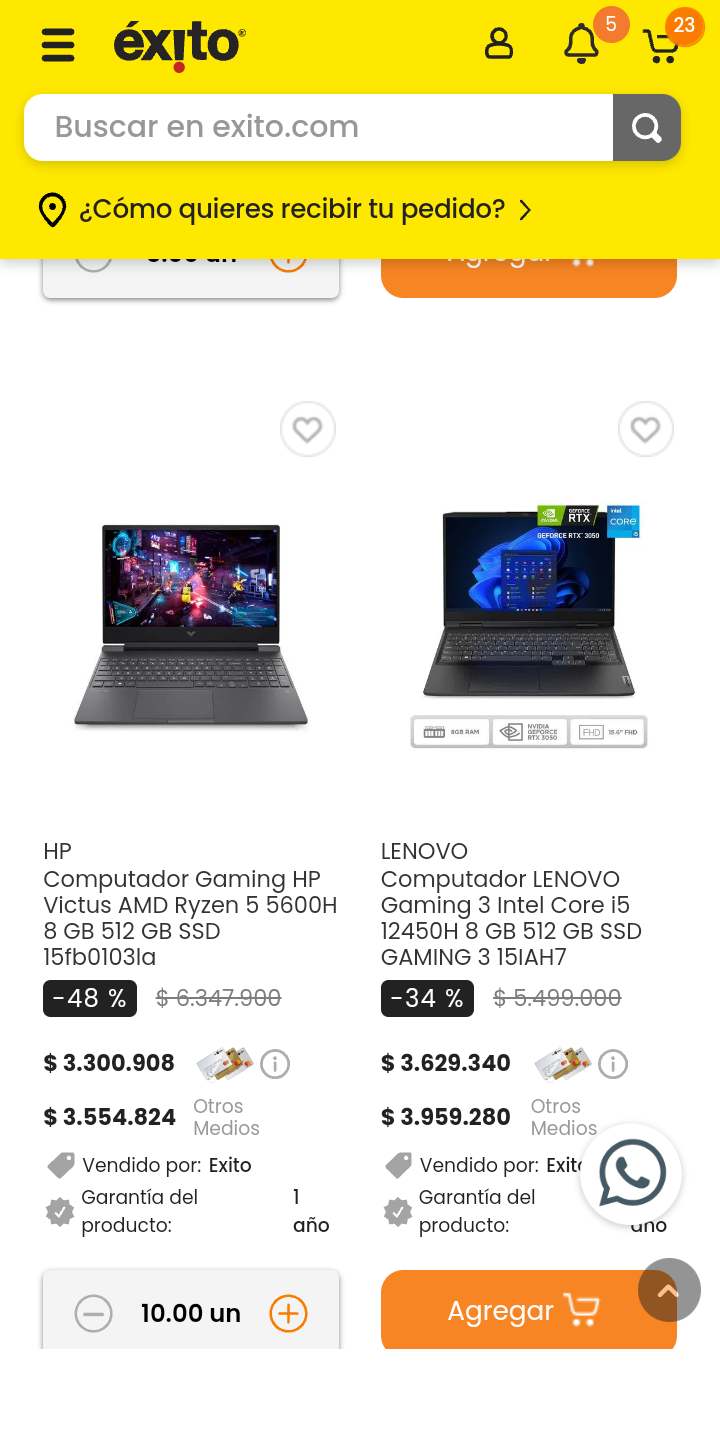 éxito®
5
23
Buscar en exito.com
¿Cómo quieres recibir tu pedido?
Agregar
NVIDIA
GEFORCE
RTX
intel
CORE
i5
GEFORCE RTX™ 3050
8GB RAM
NVIDIA
GEFORCE
RTX 3050
FHD
15.6" FHD
HP
Computador Gaming HP
Victus AMD Ryzen 5 5600H
8 GB 512 GB SSD
15fb0103la
-48 %
$ 6.347.900
$ 3.300.908
$ 3.554.824
Otros
Medios
Vendido por: Exito
Garantía del
producto:
1
año
10.00 un
LENOVO
Computador LENOVO
Gaming 3 Intel Core i5
12450H 8 GB 512 GB SSD
GAMING 3 15IAH7
-34 %
$ 5.499.000
$ 3.629.340
$ 3.959.280
Otros
Medios
Vendido por: Exito
Garantía del
producto:
año
Agregar